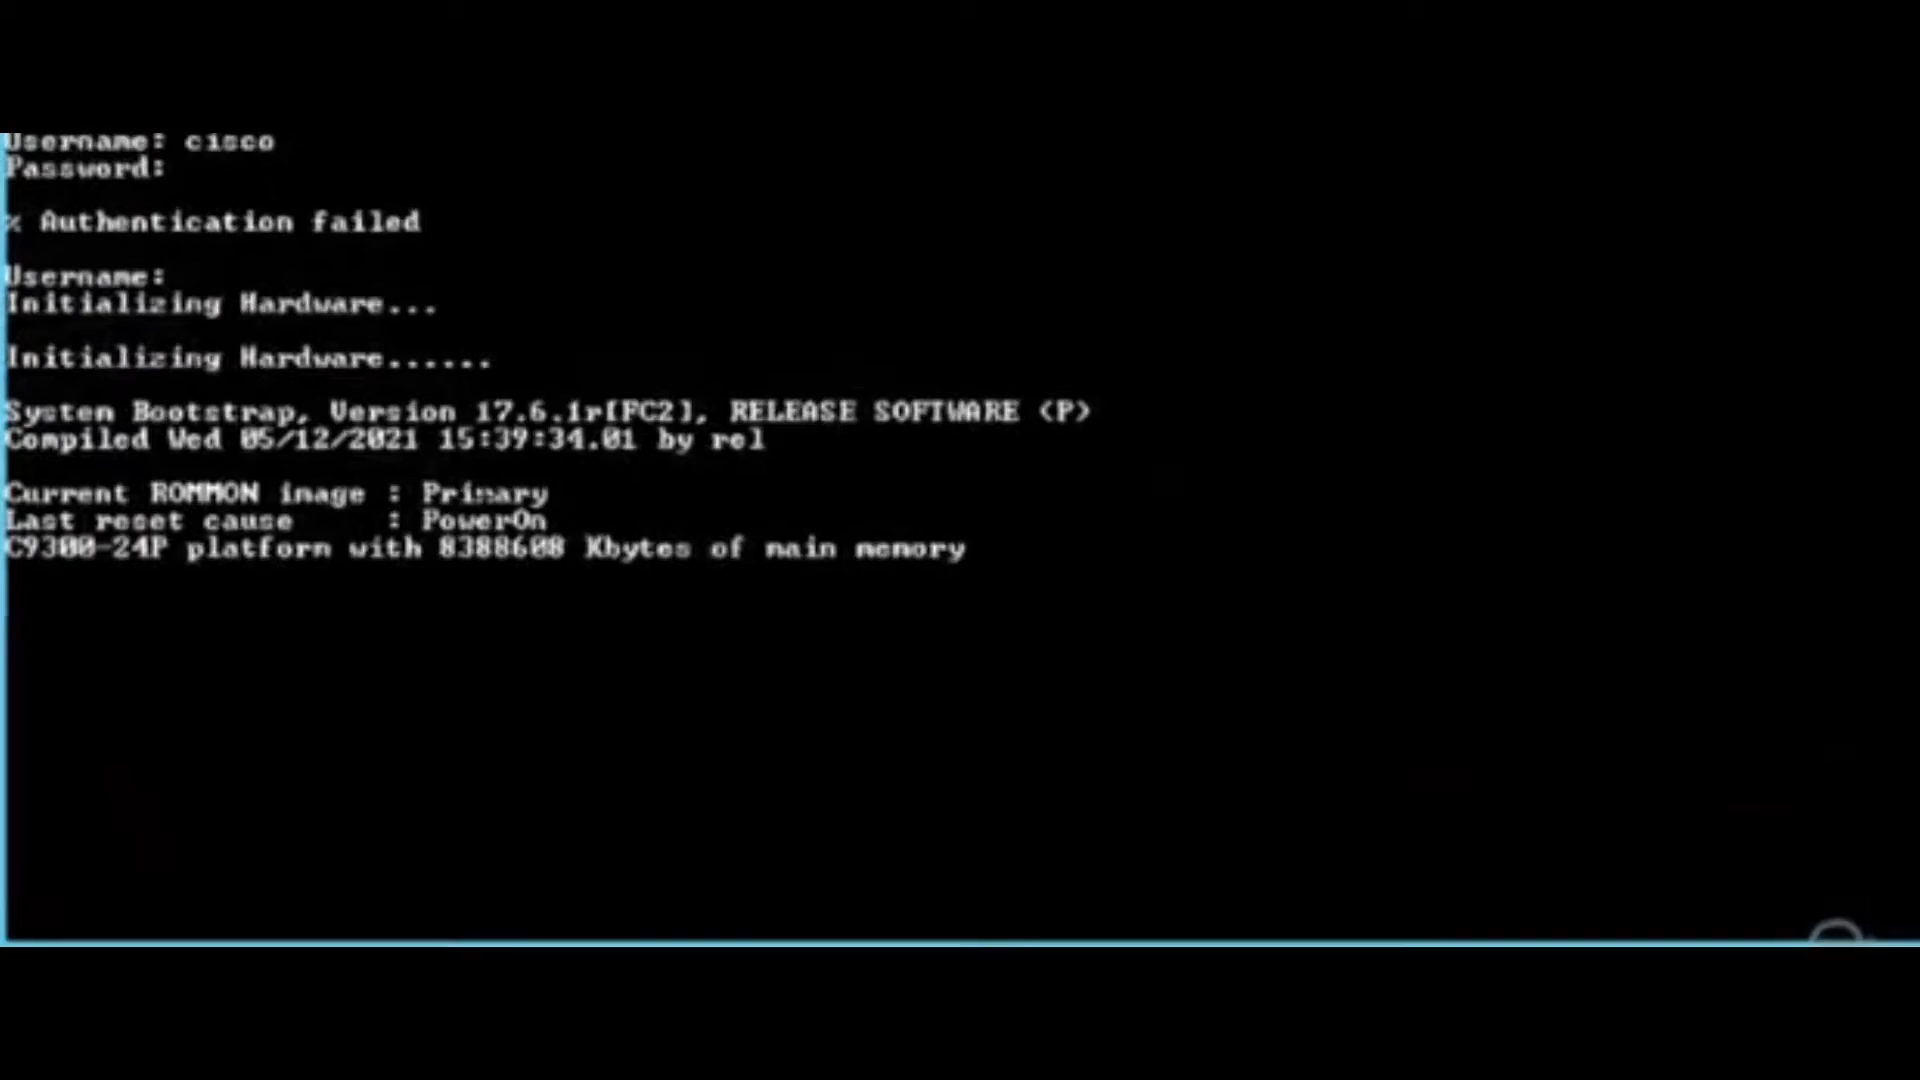 Username: cisco
Password:
% Authentication failed
Username:
Initializing Hardware...
Initializing Hardware......
System Bootstrap, Version 17.6.1r[FC2], RELEASE SOFTWARE (P)
Compiled Wed 05/12/2021 15:39:34.01 by rel
Current ROMMON image : Primary
Last reset cause : PowerOn
C9300-24P platform with 8388608 Kbytes of main memory